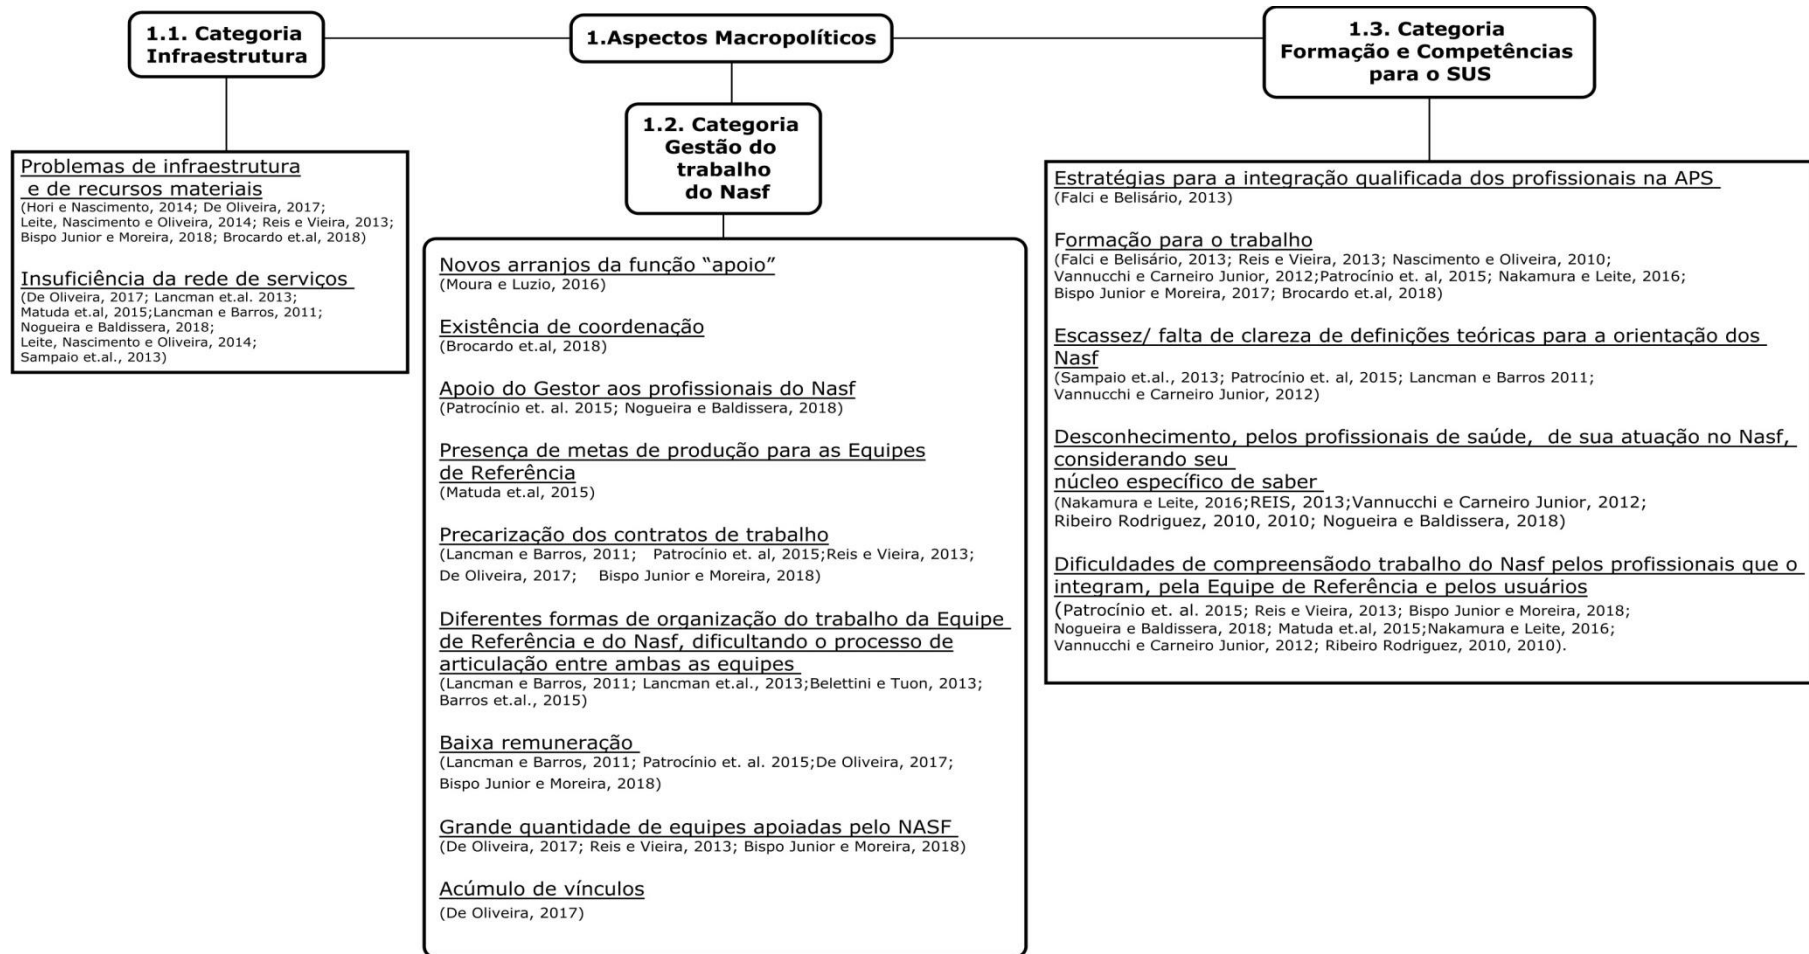 1.1. Categoria
Infraestrutura
1.Aspectos Macropolíticos
1.3. Categoria
Formação e Competências
para o SUS
1.2. Categoria
Gestão do
trabalho
do Nasf
Problemas de infraestrutura
e de recursos materiais
(Hori e Nascimento, 2014; De Oliveira, 2017;
Leite, Nascimento e Oliveira, 2014; Reis e Vieira, 2013;
Bispo Junior e Moreira, 2018; Brocardo et.al, 2018)
Insuficiência da rede de serviços
(De Oliveira, 2017; Lancman et.al. 2013;
Matuda et.al, 2015;Lancman e Barros, 2011;
Nogueira e Baldissera, 2018;
Leite, Nascimento e Oliveira, 2014;
Sampaio et.al., 2013)
Novos arranjos da função “apoio”
(Moura e Luzio, 2016)
Existência de coordenação
(Brocardo et.al, 2018)
Apoio do Gestor aos profissionais do Nasf
(Patrocínio et. al. 2015; Nogueira e Baldissera, 2018)
Presença de metas de produção para as Equipes
de Referência
(Matuda et.al, 2015)
Precarização dos contratos de trabalho
(Lancman e Barros, 2011; Patrocínio et. al, 2015;Reis e Vieira, 2013;
De Oliveira, 2017; Bispo Junior e Moreira, 2018)
Diferentes formas de organização do trabalho da Equipe
de Referência e do Nasf, dificultando o processo de
articulação entre ambas as equipes
(Lancman e Barros, 2011; Lancman et.al., 2013;Belettini e Tuon, 2013;
Barros et.al., 2015)
Baixa remuneração
(Lancman e Barros, 2011; Patrocínio et. al. 2015;De Oliveira, 2017;
Bispo Junior e Moreira, 2018)
Grande quantidade de equipes apoiadas pelo NASF
(De Oliveira, 2017; Reis e Vieira, 2013; Bispo Junior e Moreira, 2018)
Acúmulo de vínculos
(De Oliveira, 2017)
Estratégias para a integração qualificada dos profissionais na APS
(Falci e Belisário, 2013)
Formação para o trabalho
(Falci e Belisário, 2013; Reis e Vieira, 2013; Nascimento e Oliveira, 2010;
Vannucchi e Carneiro Junior, 2012;Patrocínio et. al, 2015; Nakamura e Leite, 2016;
Bispo Junior e Moreira, 2017; Brocardo et.al, 2018)
Escassez/ falta de clareza de definições teóricas para a orientação dos
Nasf
(Sampaio et.al., 2013; Patrocínio et. al, 2015; Lancman e Barros 2011;
Vannucchi e Carneiro Junior, 2012)
Desconhecimento, pelos profissionais de saúde, de sua atuação no Nasf,
considerando seu
núcleo específico de saber
(Nakamura e Leite, 2016;REIS, 2013;Vannucchi e Carneiro Junior, 2012;
Ribeiro Rodriguez, 2010, 2010; Nogueira e Baldissera, 2018)
Dificuldades de compreensãodo trabalho do Nasf pelos profissionais que o
integram, pela Equipe de Referência e pelos usuários
(Patrocínio et. al. 2015; Reis e Vieira, 2013; Bispo Junior e Moreira, 2018;
Nogueira e Baldissera, 2018; Matuda et.al, 2015;Nakamura e Leite, 2016;
Vannucchi e Carneiro Junior, 2012; Ribeiro Rodriguez, 2010, 2010).